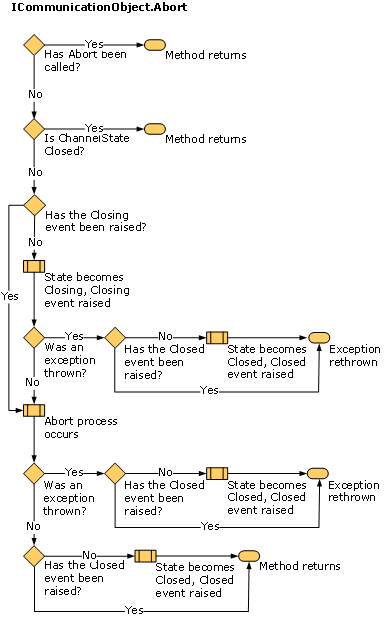 ICommunicationObject.Abort
Yes
Has Abort been
called?
Method returns
No
Yes
Is ChannelState
Closed?
Method returns
No
Has the Closing
event been raised?
No
State becomes
Closing, Closing
event raised
Yes
Yes
Was an
exception
thrown?
No
Has the Closed
event been
raised?
State becomes
Closed, Closed
event raised
Exception
rethrown
Yes
No
Abort process
occurs
Yes
Was an
exception
thrown?
No
Has the Closed
event been
raised?
State becomes
Closed, Closed
event raised
Exception
rethrown
Yes
No
No
Has the Closed
event been
raised?
State becomes
Closed, Closed
event raised
Method returns
Yes